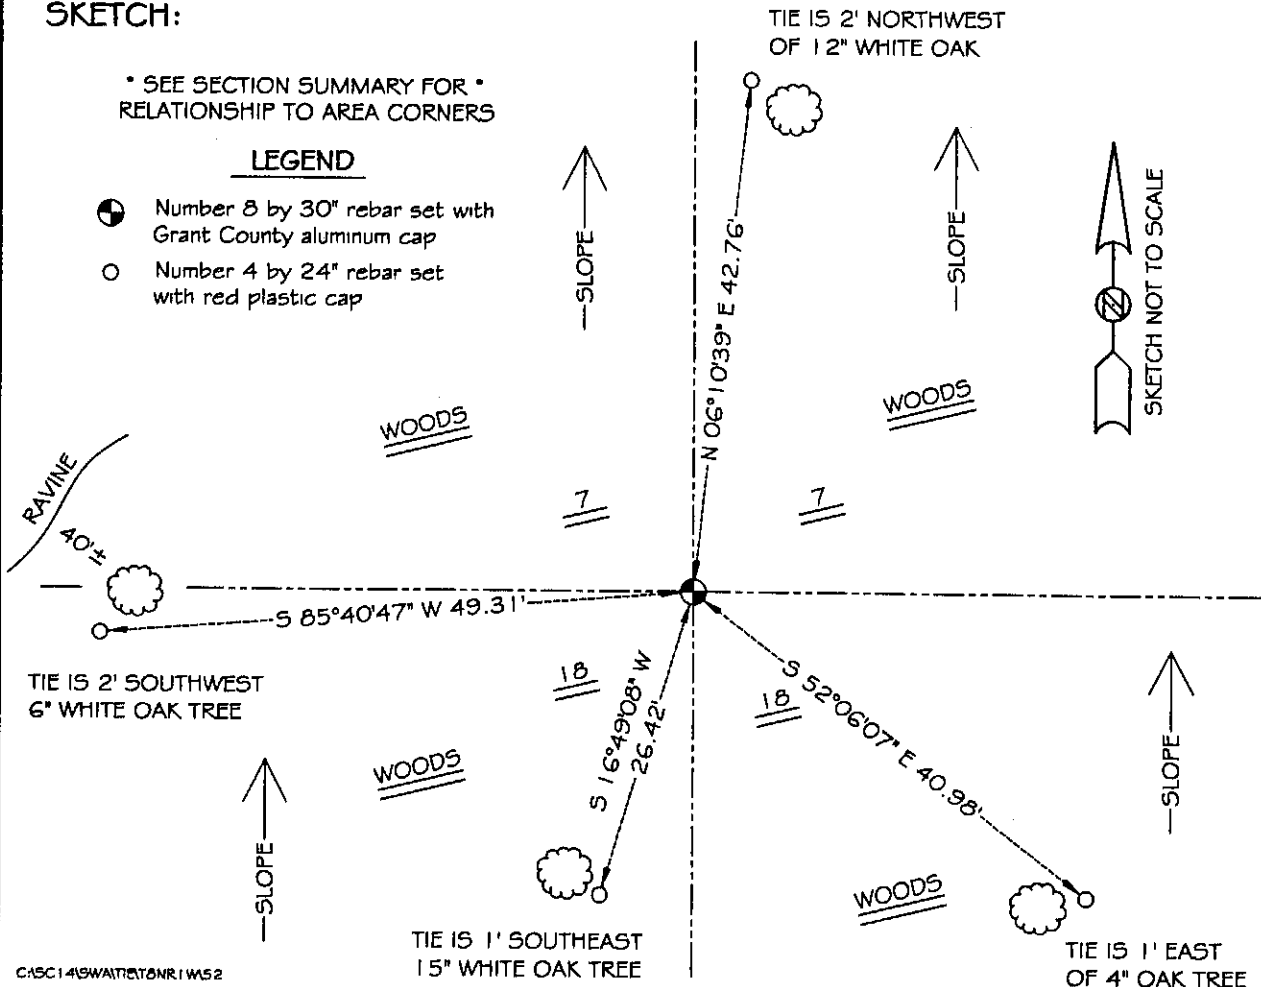 SKETCH:
TIE IS 2' NORTHWEST
OF 12" WHITE OAK
* SEE SECTION SUMMARY FOR *
RELATIONSHIP TO AREA CORNERS
LEGEND
Number 8 by 30" rebar set with
Grant County aluminum cap
Number 4 by 24" rebar set
with red plastic cap
SLOPE
N 06°10'39" E 42.76'
SLOPE
SKETCH NOT TO SCALE
N
WOODS
WOODS
RAVINE
40'±
7
7
S 85°40'47" W 49.31'
TIE IS 2' SOUTHWEST
6" WHITE OAK TREE
18
18
S 16°49'08" W
26.42'
S 52°06'07" E 40.98'
SLOPE
WOODS
SLOPE
WOODS
TIE IS 1' SOUTHEAST
15" WHITE OAK TREE
TIE IS 1' EAST
OF 4" OAK TREE